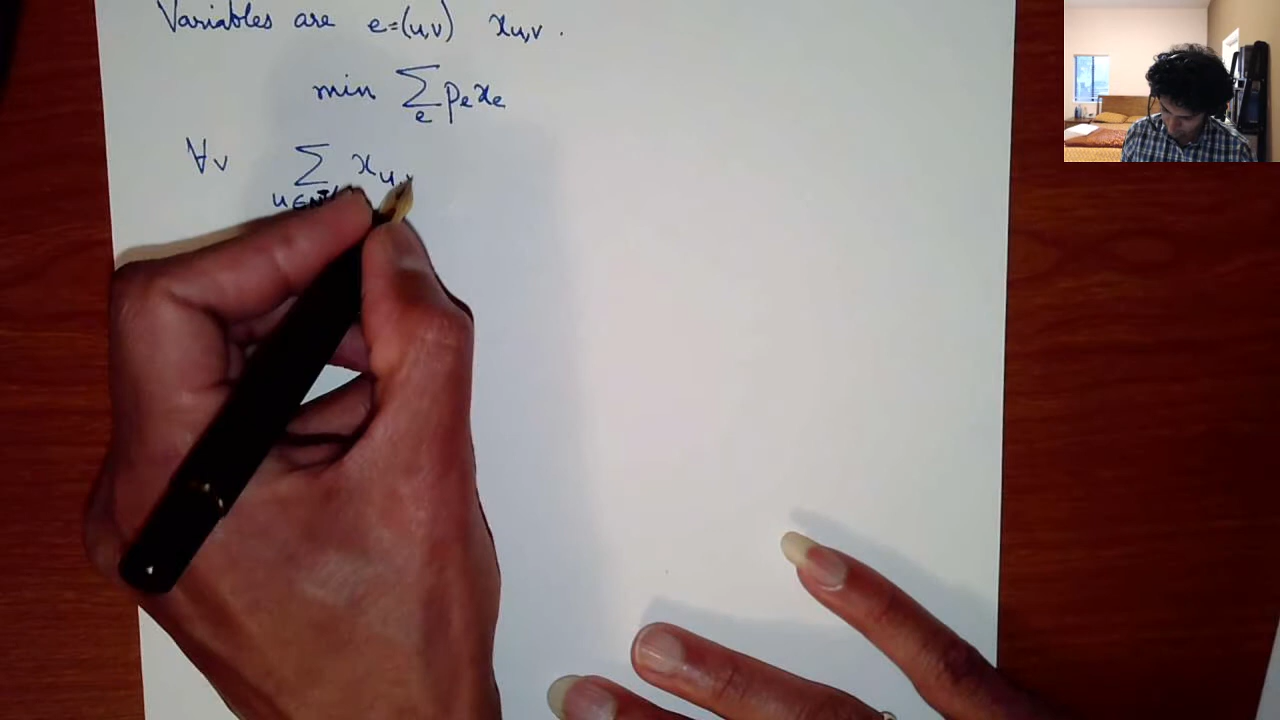 Variables are e=(u,v) x_{u,v}.
min ∑_e p_e x_e
∀v ∑_{u∈N} x_{u,v}